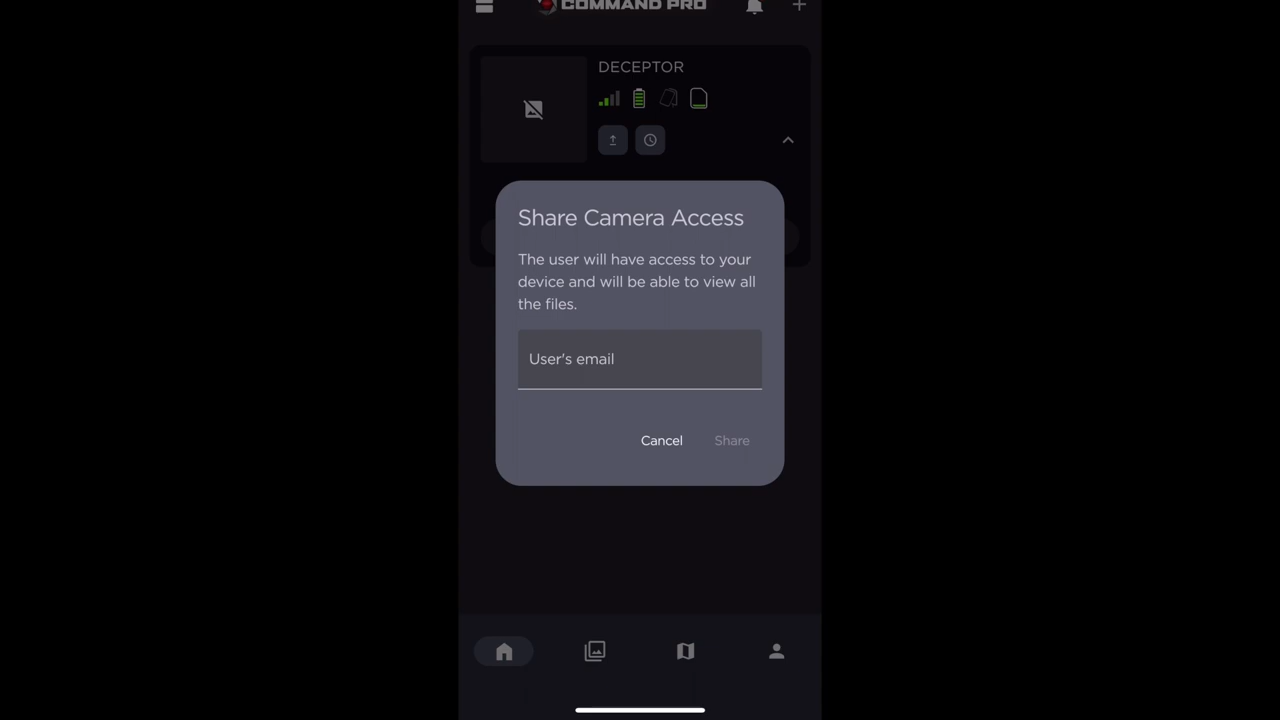 COMMAND PRO
DECEPTOR
Share Camera Access
The user will have access to your
device and will be able to view all
the files.
User's email
Cancel Share